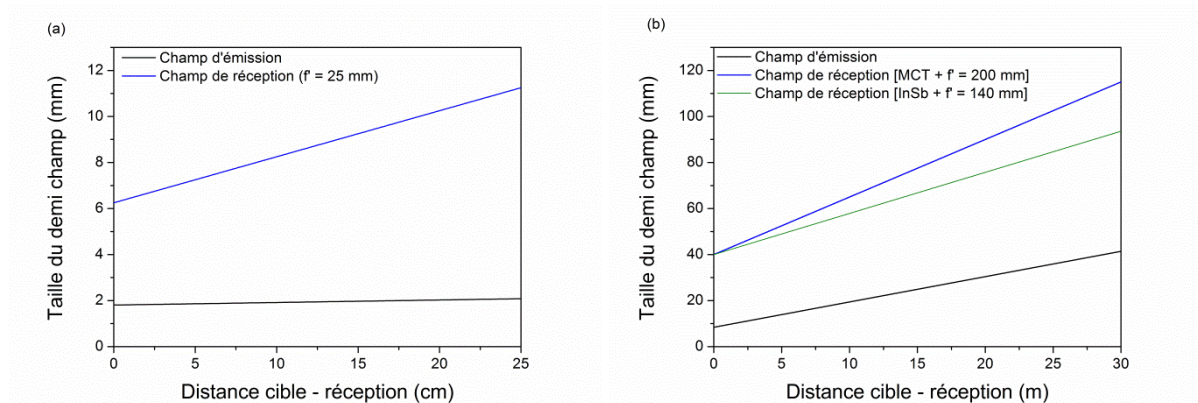 (a)
Champ d'émission
Champ de réception (f' = 25 mm)
12
10
8
6
4
2
0
0 5 10 15 20 25
Taille du demi champ (mm)
Distance cible - réception (cm)
(b)
Champ d'émission
Champ de réception [MCT + f' = 200 mm]
Champ de réception [InSb + f' = 140 mm]
120
100
80
60
40
20
0
0 5 10 15 20 25 30
Taille du demi champ (mm)
Distance cible - réception (m)